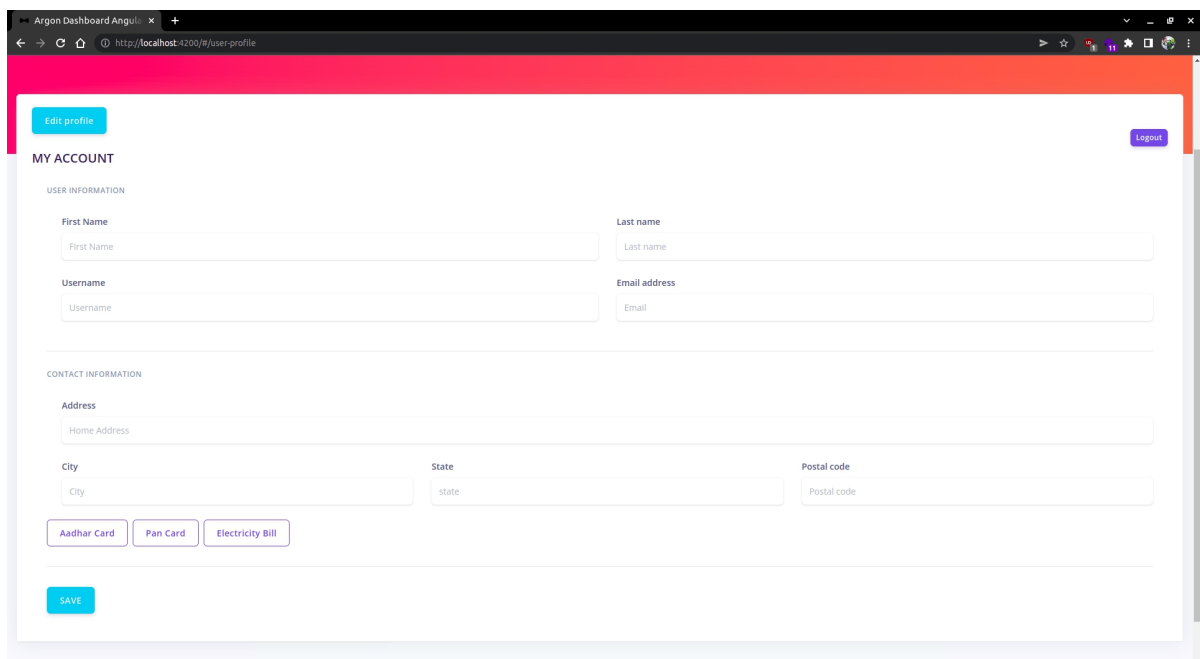 Argon Dashboard Angula
http://localhost:4200/#/user-profile
1
11
Edit profile
Logout
MY ACCOUNT
USER INFORMATION
First Name Last name
First Name Last name
Username Email address
Username Email
CONTACT INFORMATION
Address
Home Address
City State Postal code
City state Postal code
Aadhar Card Pan Card Electricity Bill
SAVE